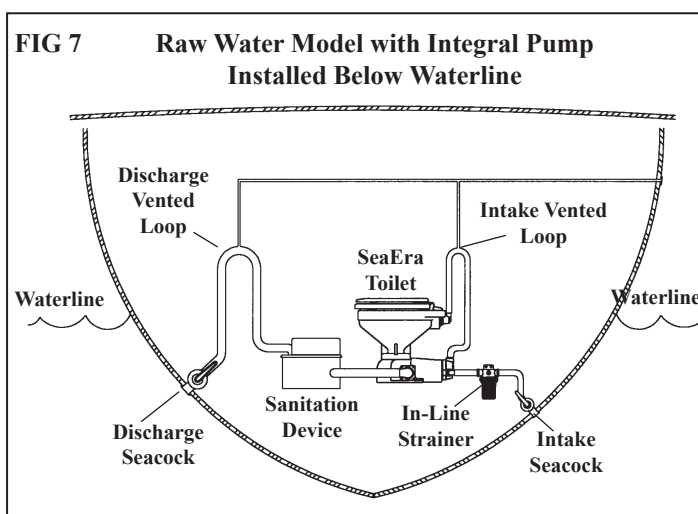 FIG 7
Raw Water Model with Integral Pump
Installed Below Waterline
Discharge
Vented
Loop
Intake Vented
Loop
SeaEra
Toilet
Waterline
Waterline
Sanitation
Device
In-Line
Strainer
Discharge
Seacock
Intake
Seacock